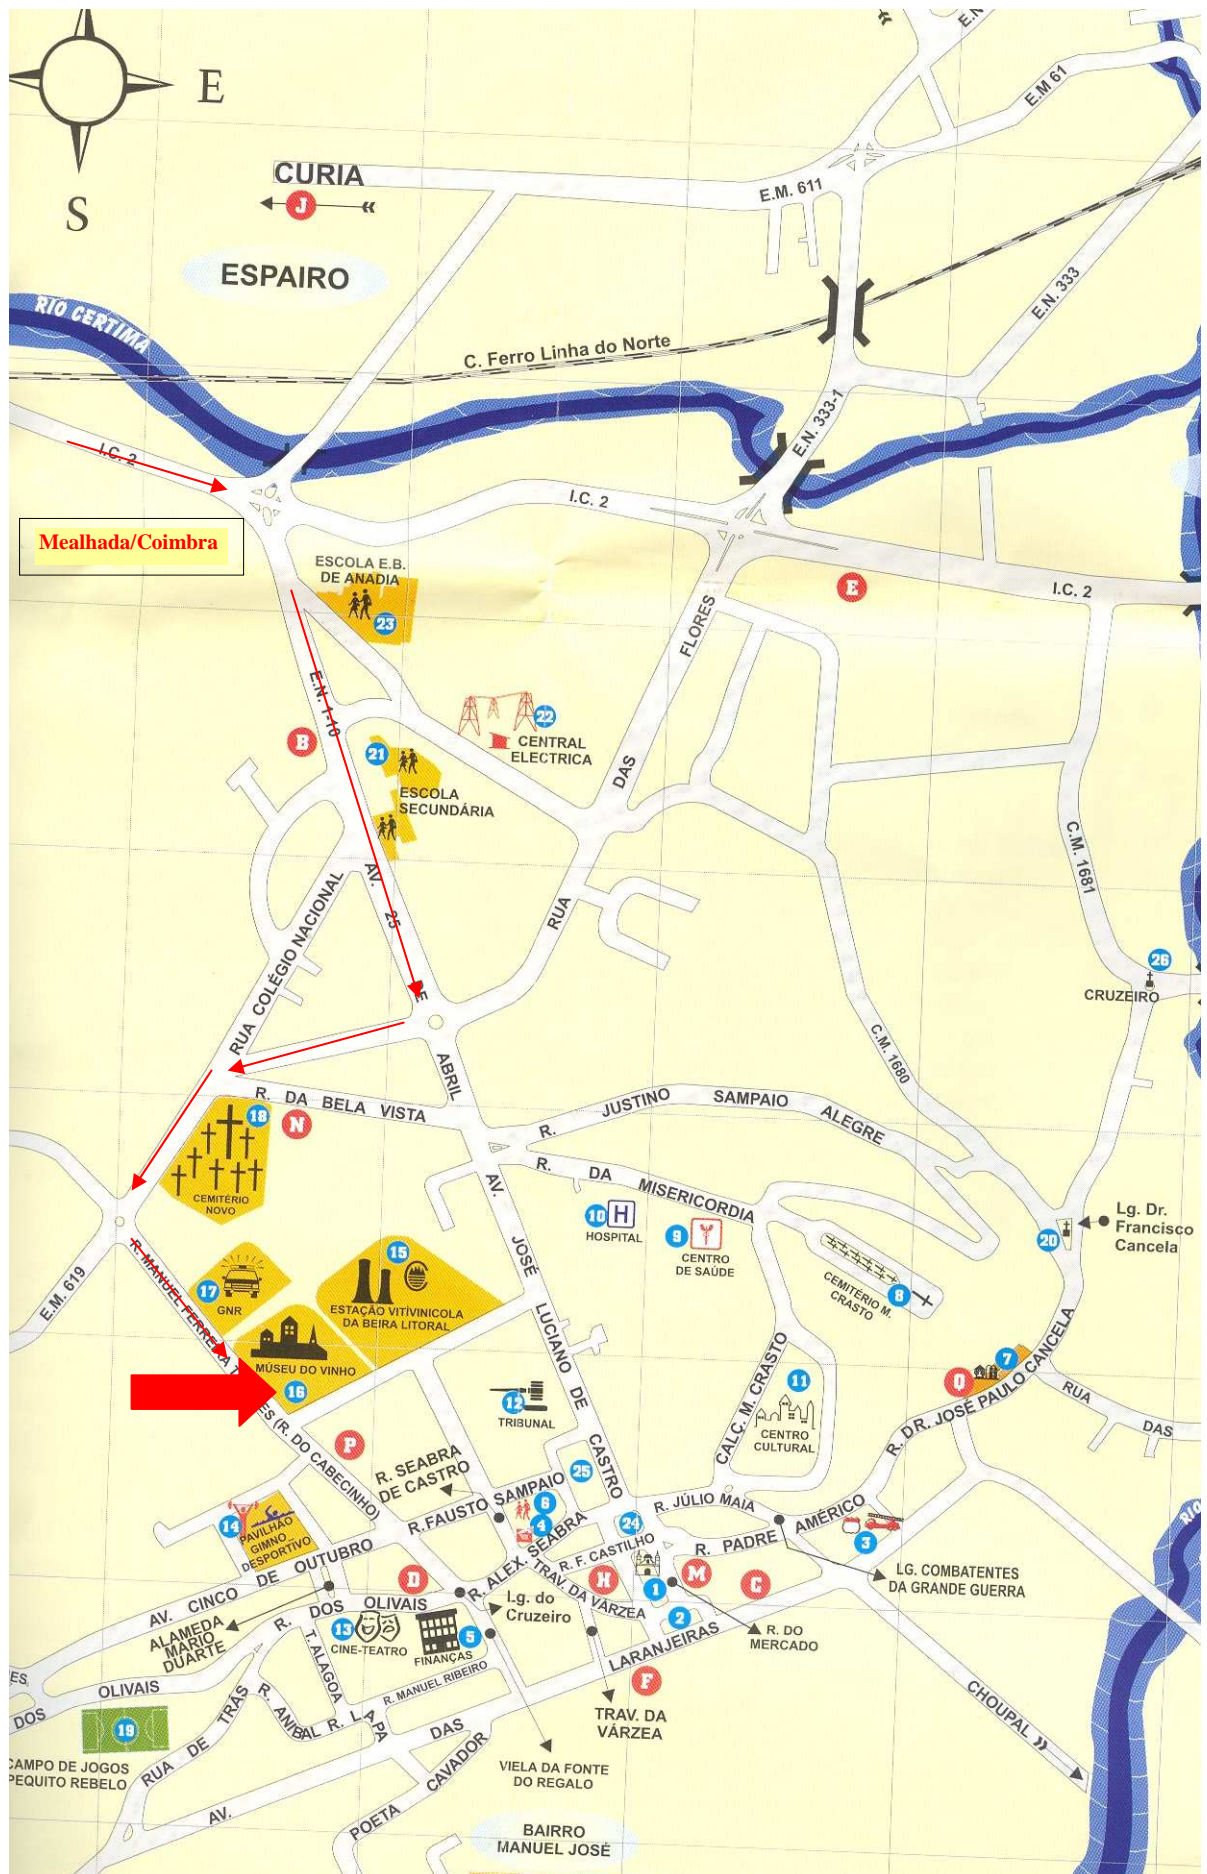 E
S
CURIA
J
ESPAIRO
RIO CERTIMA
C. Ferro Linha do Norte
E.M. 611
E.M 61
E.N.
E.N. 333
E.N. 333-1
I.C. 2
I.C. 2
I.C. 2
Mealhada/Coimbra
ESCOLA E.B.
DE ANADIA
23
E
E.N. 1-10
B
22
CENTRAL
ELECTRICA
21
ESCOLA
SECUNDÁRIA
RUA DAS FLORES
C.M. 1681
26
CRUZEIRO
AV. 25 DE ABRIL
RUA COLÉGIO NACIONAL
C.M. 1680
R. DA BELA VISTA
N
18
CEMITÉRIO
NOVO
R. JUSTINO SAMPAIO ALEGRE
R. DA MISERICORDIA
10
H
HOSPITAL
9
CENTRO
DE SAÚDE
20
Lg. Dr.
Francisco
Cancela
8
CEMITÉRIO M.
CRASTO
E.M. 619
17
GNR
15
ESTAÇÃO VITÍVINICOLA
DA BEIRA LITORAL
MÚSEU DO VINHO
16
R. MANUEL FERREIRA T
ES (R. DO CABECINHO)
AV. JOSÉ LUCIANO DE CASTRO
12
TRIBUNAL
CALÇ. M. CRASTO
11
CENTRO
CULTURAL
7
Q
R. DR. JOSÉ PAULO CANCELA
RUA DAS
P
R. SEABRA
DE CASTRO
R. FAUSTO SAMPAIO
25
6
4
24
R. JÚLIO MAIA
R. PADRE AMÉRICO
3
LG. COMBATENTES
DA GRANDE GUERRA
14
PAVILHÃO
GIMNO
DESPORTIVO
AV. CINCO DE OUTUBRO
R. ALEX. SEABRA
R. F. CASTILHO
TRAV. DA VÁRZEA
D
H
M
C
1
2
R. DO
MERCADO
ALAMEDA
MARIO
DUARTE
R. DOS OLIVAIS
Lg. do
Cruzeiro
13
CINE-TEATRO
5
FINANÇAS
T. ALAGOA
R. MANUEL RIBEIRO
F
TRAV. DA
VÁRZEA
DOS OLIVAIS
R. ANIBAL R. LAPA
AV. DAS LARANJEIRAS
CHOUPAL
19
CAMPO DE JOGOS
PEQUITO REBELO
RUA DE TRÁS
POETA CAVADOR
VIELA DA FONTE
DO REGALO
BAIRRO
MANUEL JOSÉ
RIO